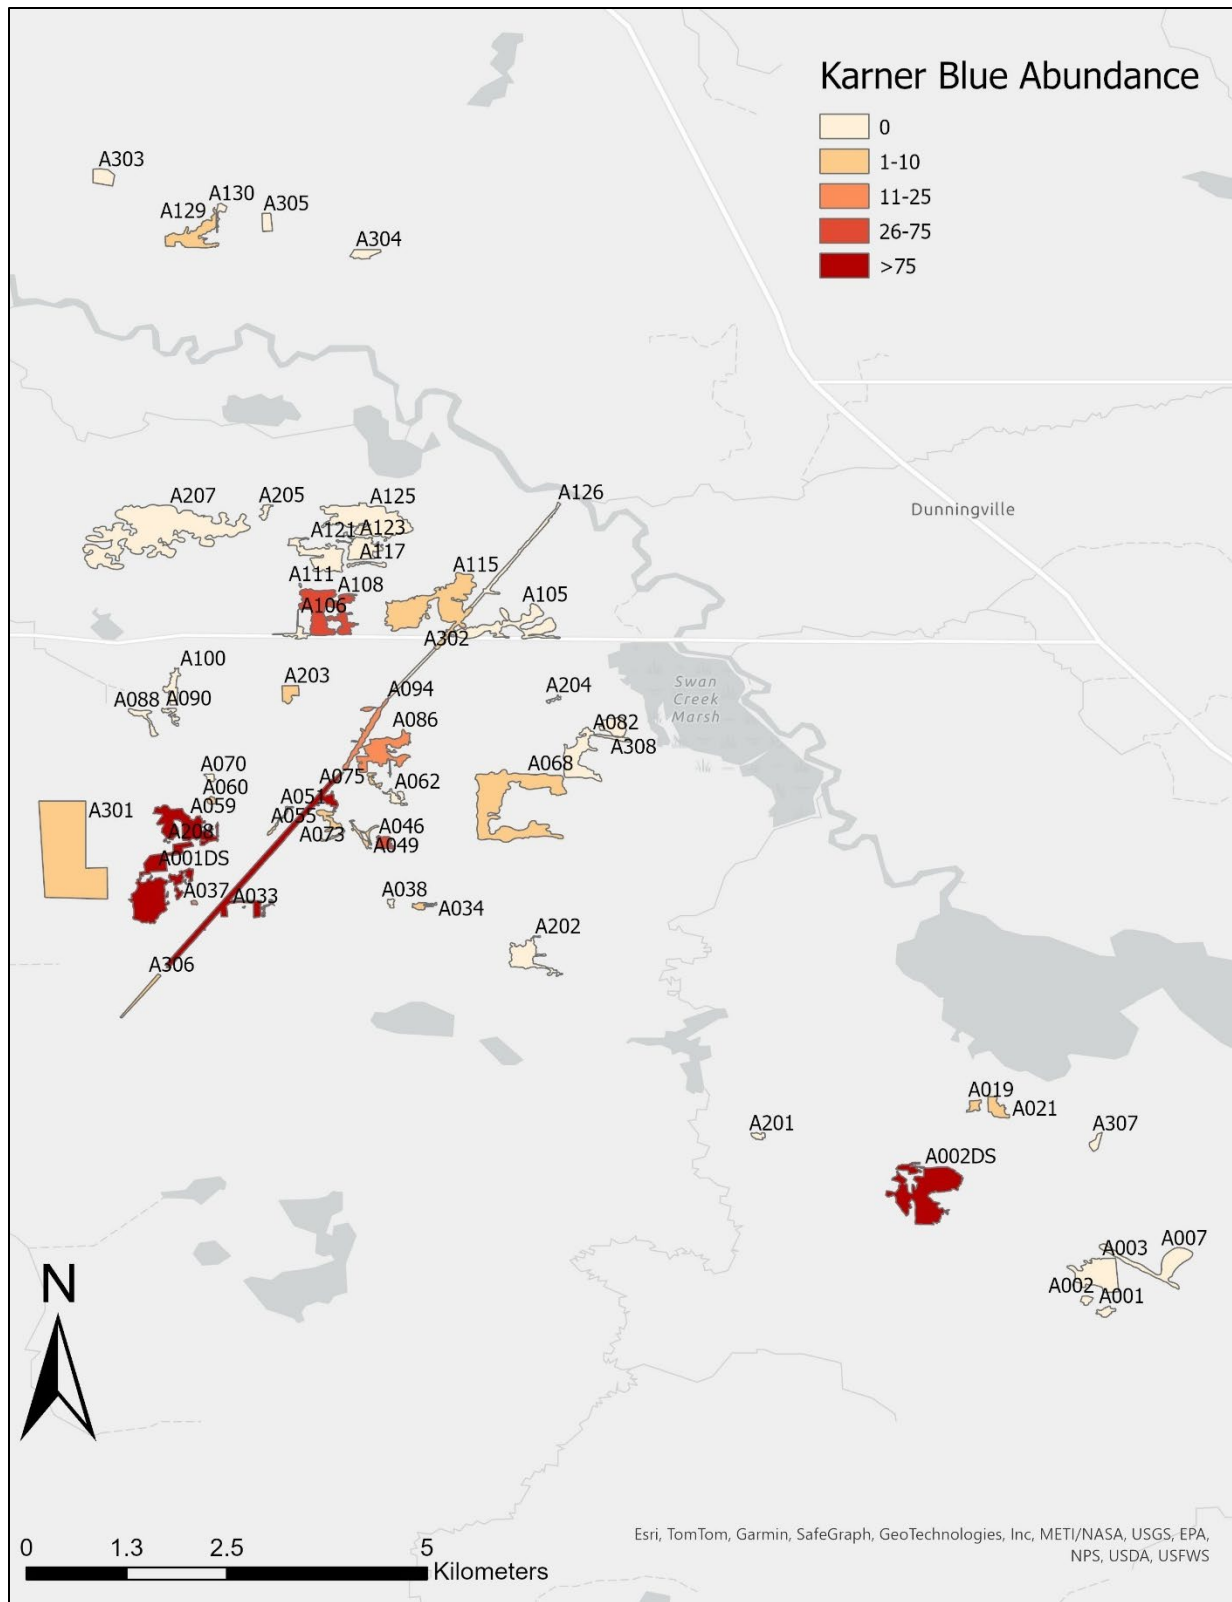 Karner Blue Abundance
0
1-10
11-25
26-75
>75
A303
A130
A129
A305
A304
A207
A205
A125
A126
Dunningville
A121
A123
A117
A115
A111
A108
A106
A105
A302
A100
A203
A094
A204
Swan
Creek
Marsh
A088
A090
A086
A082
A308
A070
A075
A062
A068
A060
A059
A051
A301
A055
A208
A073
A046
A049
A001DS
A037
A033
A038
A034
A202
A306
A019
A021
A201
A307
A002DS
A003
A007
A002
A001
N
0 1.3 2.5 5
Kilometers
Esri, TomTom, Garmin, SafeGraph, GeoTechnologies, Inc, METI/NASA, USGS, EPA,
NPS, USDA, USFWS